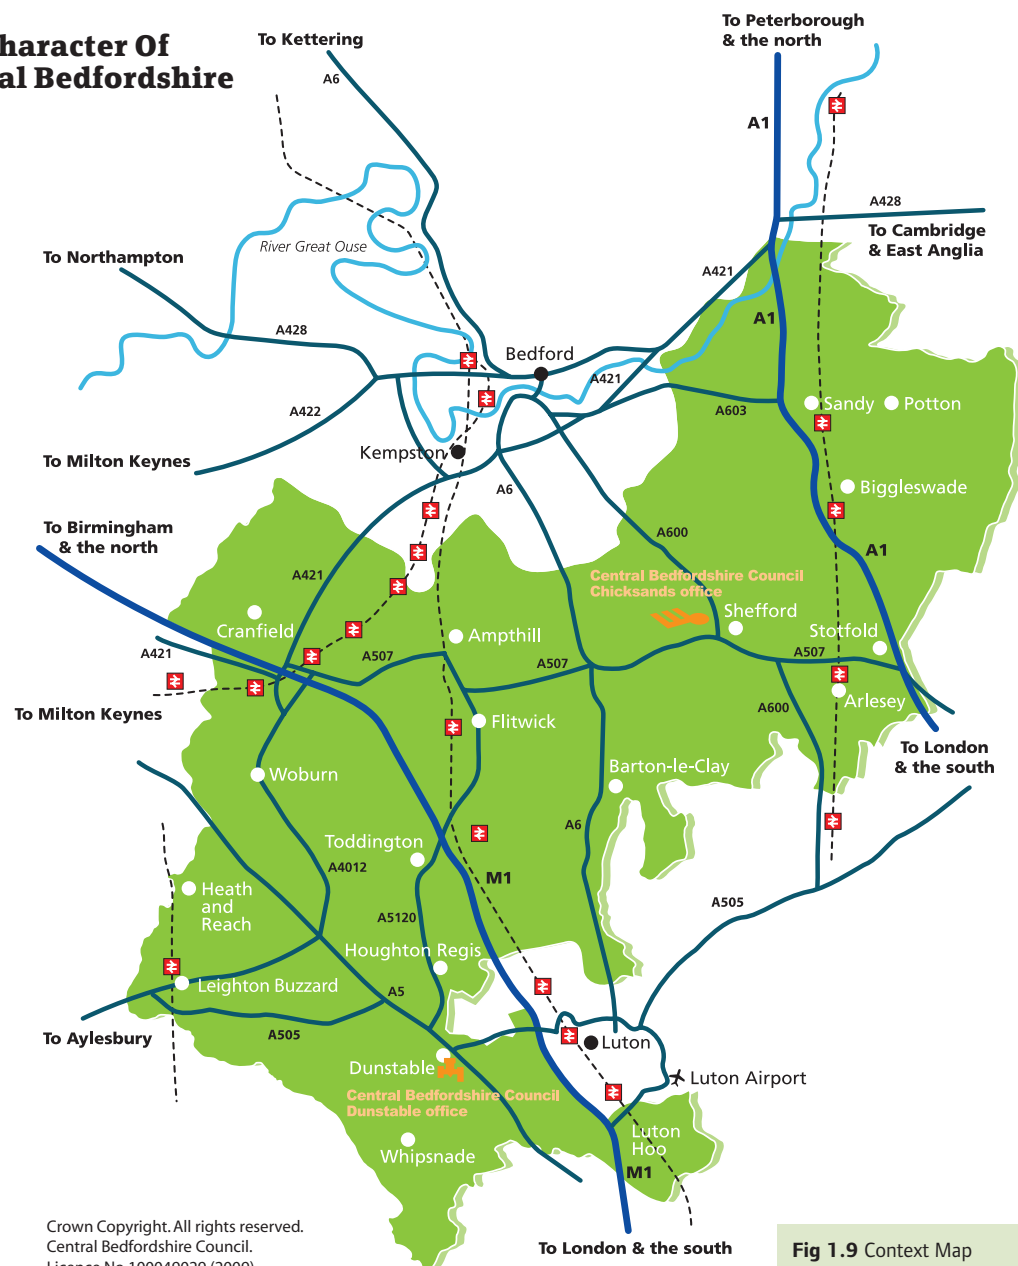 haracter Of
al Bedfordshire
To Kettering
A6
To Peterborough
& the north
A1
A428
To Cambridge
& East Anglia
River Great Ouse
To Northampton
A421
A428
A1
Bedford
A421
A422
A603
Sandy
Potton
Kempston
To Milton Keynes
A6
Biggleswade
To Birmingham
& the north
A600
A1
A421
Central Bedfordshire Council
Chicksands office
Shefford
Cranfield
Ampthill
Stotfold
A421
A507
A507
A507
To Milton Keynes
Arlesey
A600
Flitwick
To London
& the south
Woburn
Barton-le-Clay
A6
Toddington
A4012
M1
Heath
and
Reach
A505
A5120
Houghton Regis
Leighton Buzzard
A5
To Aylesbury
A505
Luton
Dunstable
Luton Airport
Central Bedfordshire Council
Dunstable office
Luton
Hoo
Whipsnade
M1
Crown Copyright. All rights reserved.
Central Bedfordshire Council.
Licence No 100049029 (2009)
To London & the south
Fig 1.9 Context Map